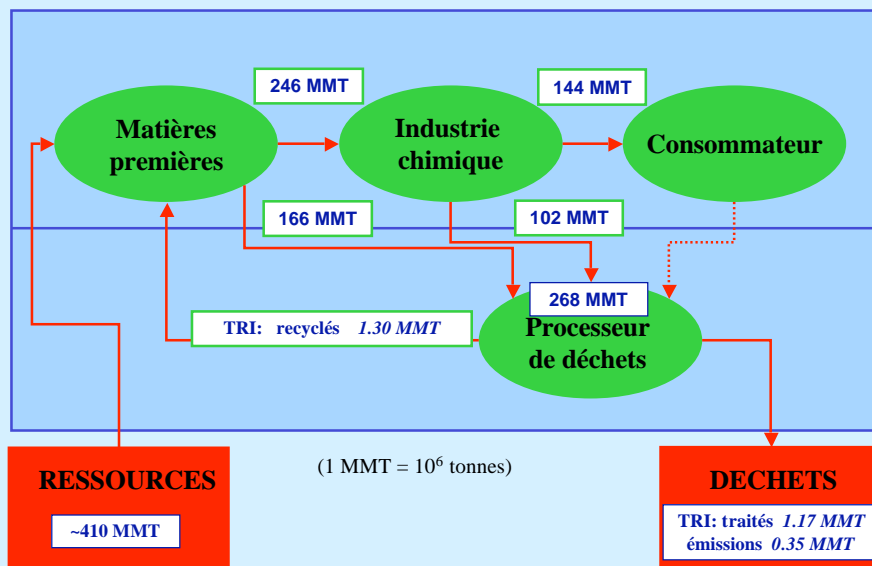 246 MMT
144 MMT
Matières
premières
Industrie
chimique
Consommateur
166 MMT
102 MMT
268 MMT
TRI: recyclés 1.30 MMT
Processeur
de déchets
(1 MMT = 10⁶ tonnes)
RESSOURCES
~410 MMT
DECHETS
TRI: traités 1.17 MMT
émissions 0.35 MMT